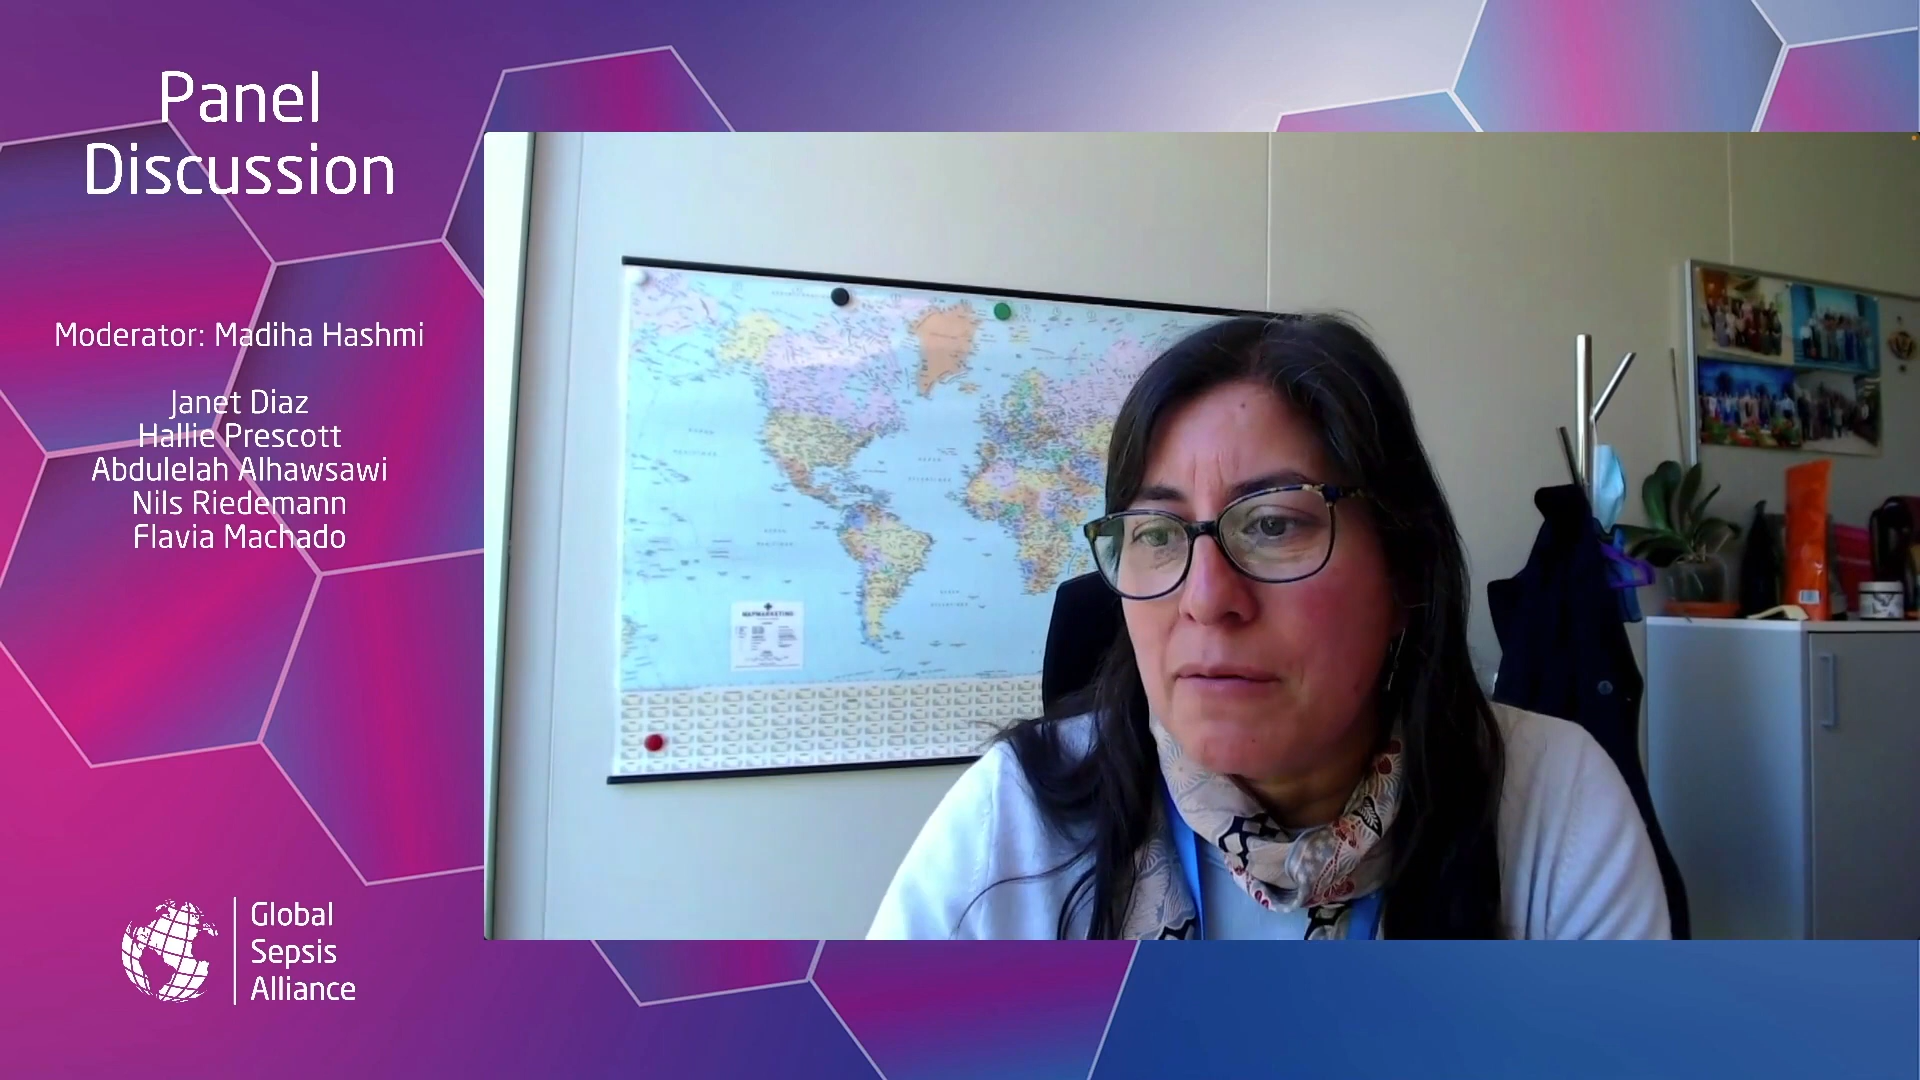 Panel
Discussion
Moderator: Madiha Hashmi
Janet Diaz
Hallie Prescott
Abdulelah Alhawsawi
Nils Riedemann
Flavia Machado
Global
Sepsis
Alliance